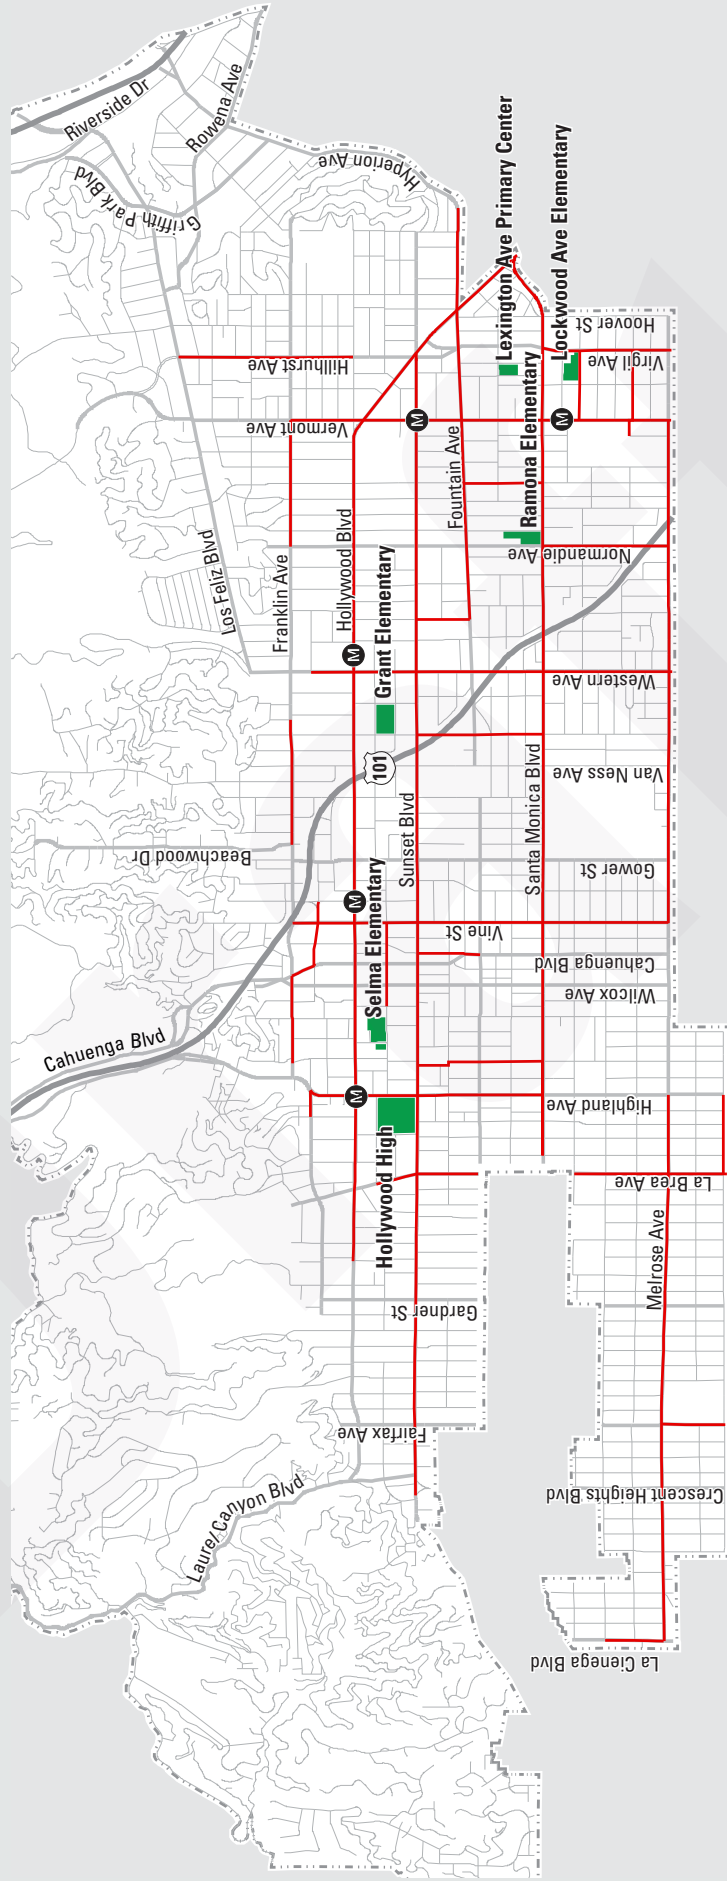 Riverside Dr
Rowena Ave
Griffith Park Blvd
Hyperion Ave
Lexington Ave Primary Center
Lockwood Ave Elementary
Hoover St
Virgil Ave
Hillhurst Ave
Vermont Ave
M
M
Ramona Elementary
Fountain Ave
Normandie Ave
Los Feliz Blvd
Franklin Ave
Hollywood Blvd
Grant Elementary
M
Western Ave
101
Van Ness Ave
Santa Monica Blvd
Sunset Blvd
Beachwood Dr
Gower St
M
Selma Elementary
Vine St
Cahuenga Blvd
Wilcox Ave
Cahuenga Blvd
M
Highland Ave
Hollywood High
La Brea Ave
Melrose Ave
Gardner St
Fairfax Ave
Laurel Canyon Blvd
Crescent Heights Blvd
La Cienega Blvd